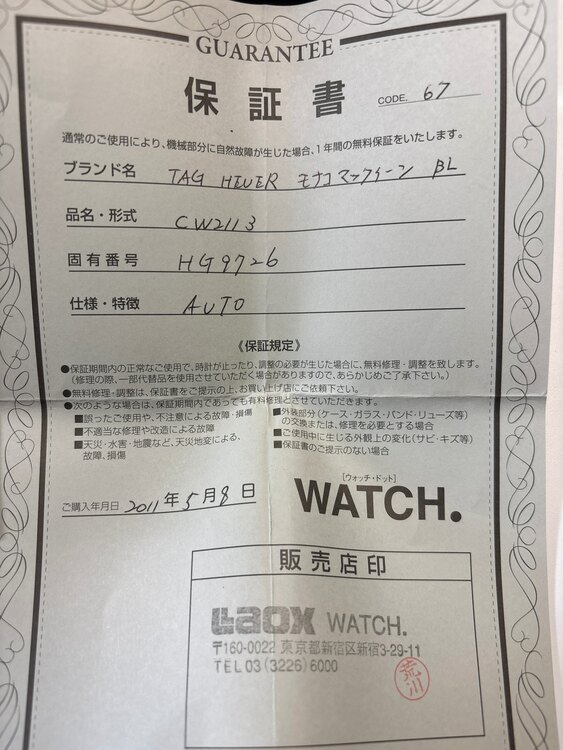 GUARANTEE
保証書
CODE. 67
通常のご使用により、機械部分に自然故障が生じた場合、1年間の無料保証をいたします。
ブランド名 TAG HEUER モナコマックイーン BL
品名・形式 CW2113
固有番号 HG9726
仕様・特徴 AUTO
《保証規定》
●保証期間内の正常なご使用で、時計が止ったり、調整の必要が生じた場合に、無料修理・調整を致します。
(修理の際、一部代替品を使用させていただく場合がありますので、あらかじめご了承下さい。)
●無料修理・調整は、保証書をご提示の上、お買い上げ店にご依頼下さい。
●次のような場合は、保証期間内であっても有料修理とさせていただきます。
■誤ったご使用や、不注意による故障・損傷
■不適当な修理や改造による故障
■天災・水害・地震など、天災地変による、
故障、損傷
■外装部分(ケース・ガラス・バンド・リューズ等)
の交換または、修理を必要とする場合
■ご使用中に生じる外観上の変化(サビ・キズ等)
■保証書のご提示のない場合
ご購入年月日 2011年5月8日
[ウォッチ・ドット]
WATCH.
販売店印
LAOX WATCH.
〒160-0022 東京都新宿区新宿3-29-11
TEL 03(3226)6000
荒川